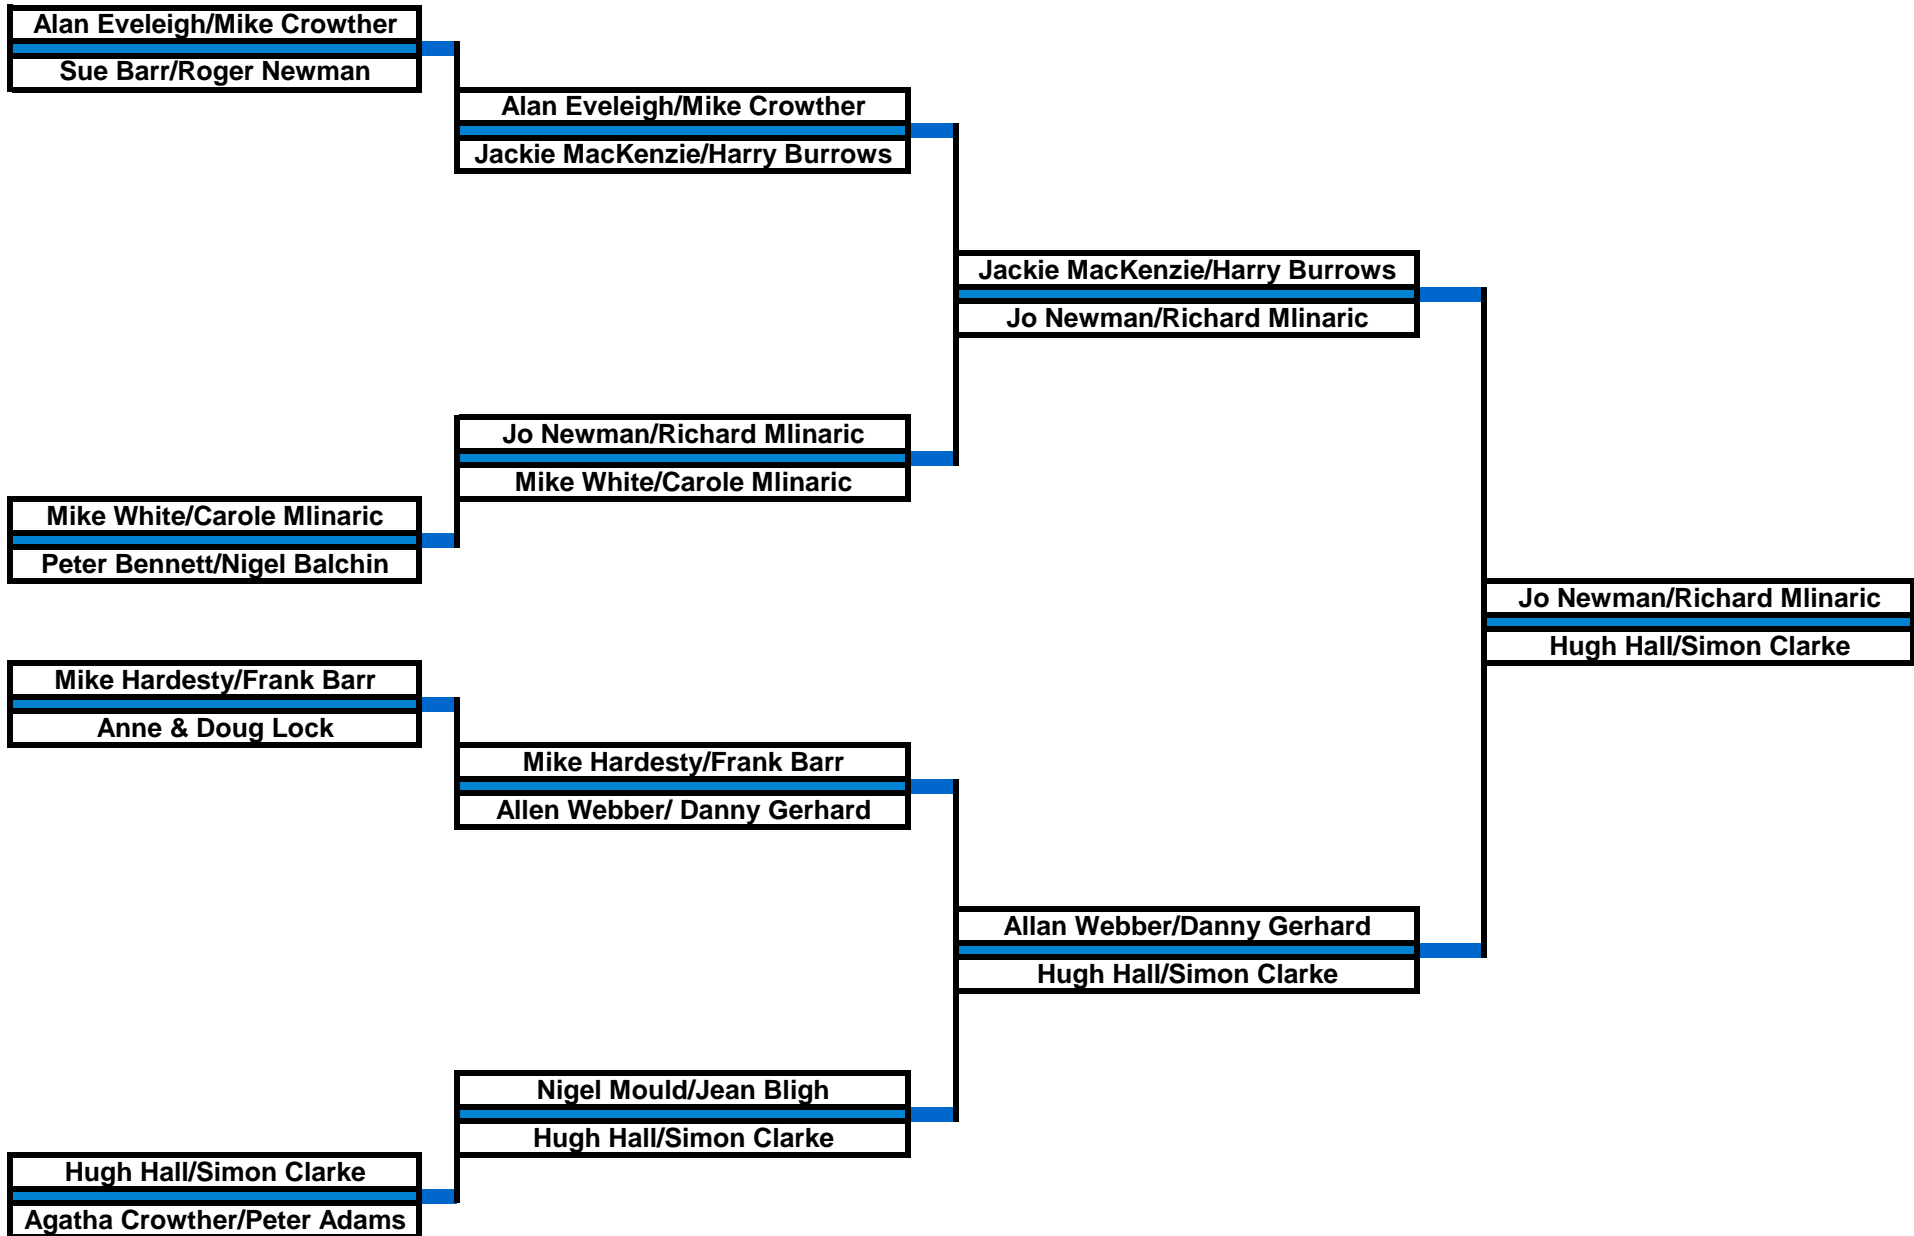 Alan Eveleigh/Mike Crowther
Sue Barr/Roger Newman
Alan Eveleigh/Mike Crowther
Jackie MacKenzie/Harry Burrows
Jackie MacKenzie/Harry Burrows
Jo Newman/Richard Mlinaric
Jo Newman/Richard Mlinaric
Mike White/Carole Mlinaric
Mike White/Carole Mlinaric
Peter Bennett/Nigel Balchin
Jo Newman/Richard Mlinaric
Hugh Hall/Simon Clarke
Mike Hardesty/Frank Barr
Anne & Doug Lock
Mike Hardesty/Frank Barr
Allen Webber/ Danny Gerhard
Allan Webber/Danny Gerhard
Hugh Hall/Simon Clarke
Nigel Mould/Jean Bligh
Hugh Hall/Simon Clarke
Hugh Hall/Simon Clarke
Agatha Crowther/Peter Adams